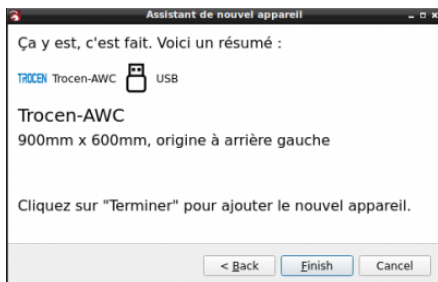 Assistant de nouvel appareil
Ça y est, c'est fait. Voici un résumé :
TROCEN Trocen-AWC USB
Trocen-AWC
900mm x 600mm, origine à arrière gauche
Cliquez sur "Terminer" pour ajouter le nouvel appareil.
< Back Finish Cancel